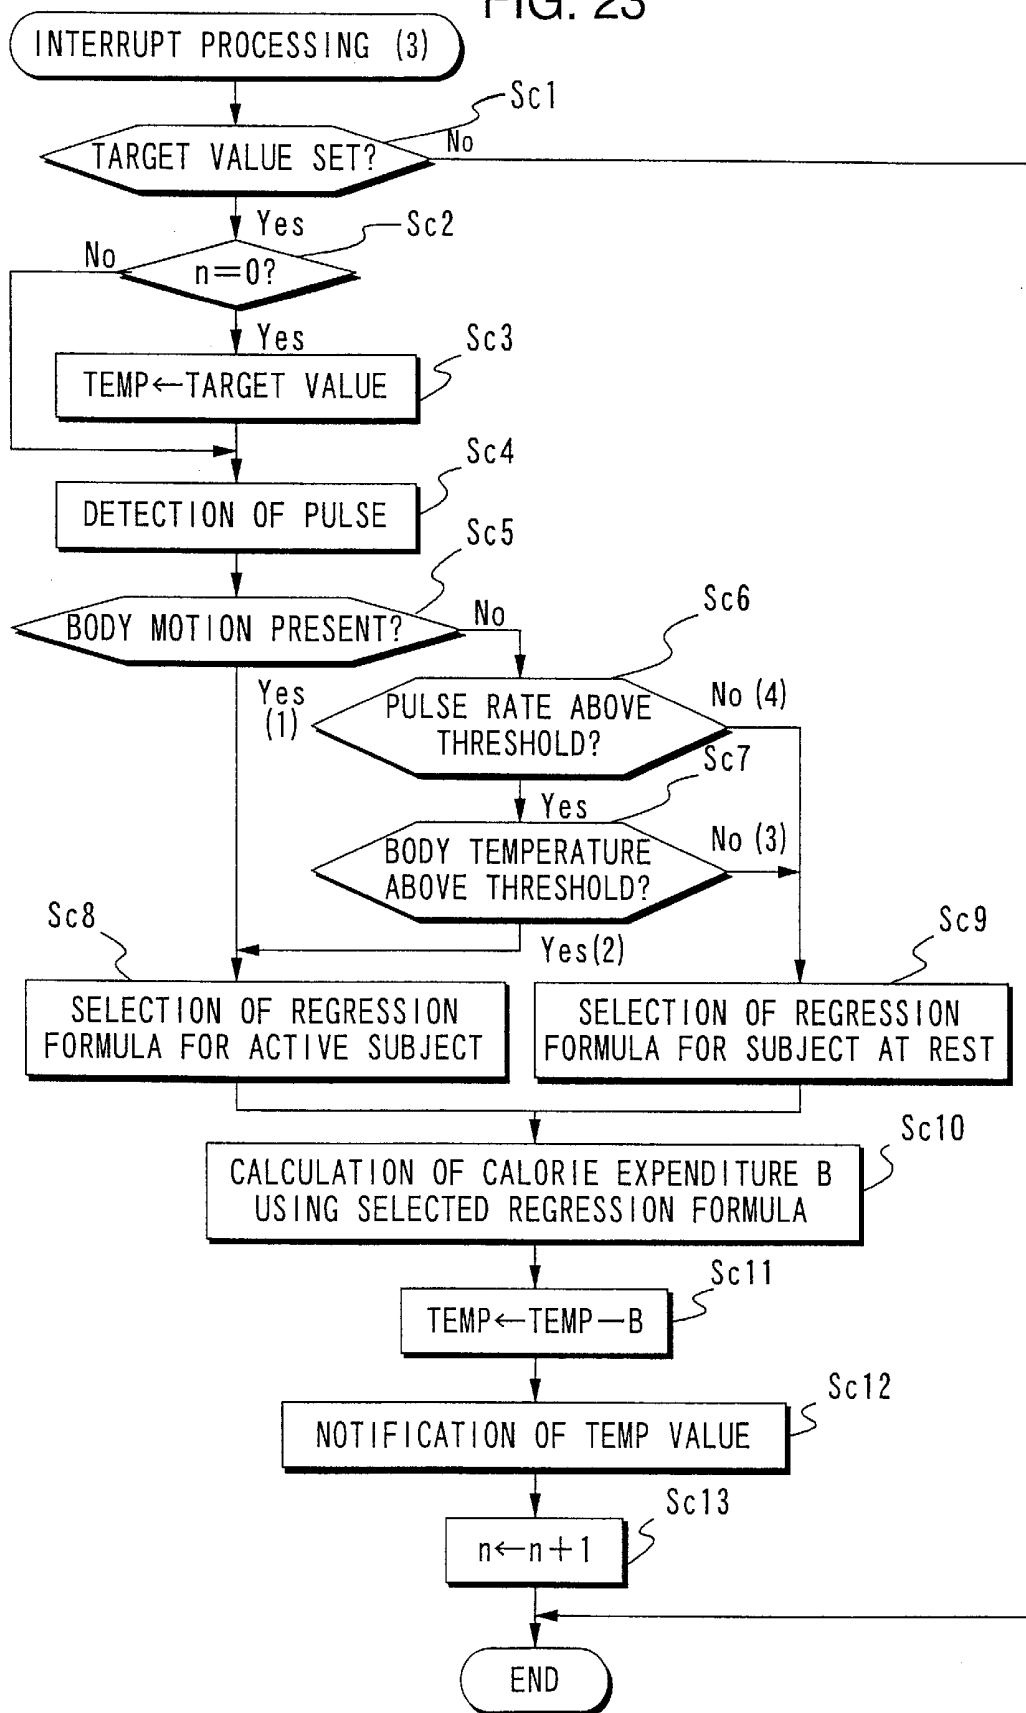 FIG. 23
INTERRUPT PROCESSING (3)
Sc1
TARGET VALUE SET?
No
Yes
Sc2
No
n=0?
Yes
Sc3
TEMP←TARGET VALUE
Sc4
DETECTION OF PULSE
Sc5
BODY MOTION PRESENT?
No
Sc6
Yes
(1)
PULSE RATE ABOVE
THRESHOLD?
No (4)
Sc7
Yes
BODY TEMPERATURE
ABOVE THRESHOLD?
No (3)
Yes(2)
Sc8
Sc9
SELECTION OF REGRESSION
FORMULA FOR ACTIVE SUBJECT
SELECTION OF REGRESSION
FORMULA FOR SUBJECT AT REST
Sc10
CALCULATION OF CALORIE EXPENDITURE B
USING SELECTED REGRESSION FORMULA
Sc11
TEMP←TEMP−B
Sc12
NOTIFICATION OF TEMP VALUE
Sc13
n←n+1
END